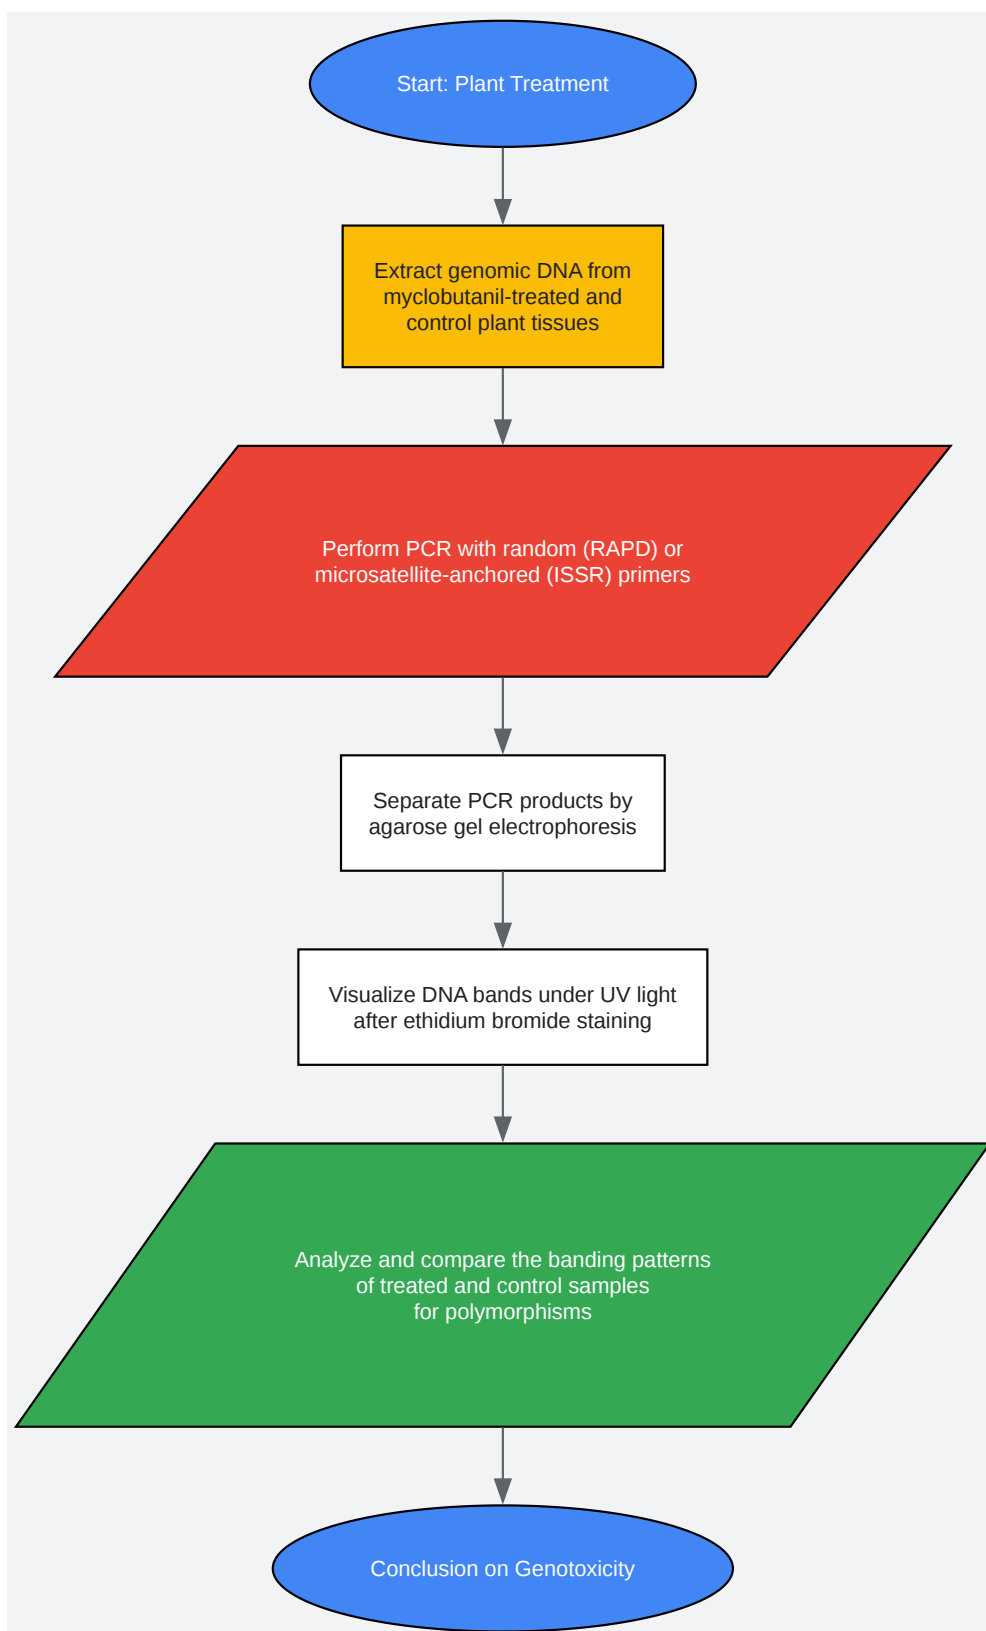 Start: Plant Treatment
Extract genomic DNA from
myclobutanil-treated and
control plant tissues
Perform PCR with random (RAPD) or
microsatellite-anchored (ISSR) primers
Separate PCR products by
agarose gel electrophoresis
Visualize DNA bands under UV light
after ethidium bromide staining
Analyze and compare the banding patterns
of treated and control samples
for polymorphisms
Conclusion on Genotoxicity